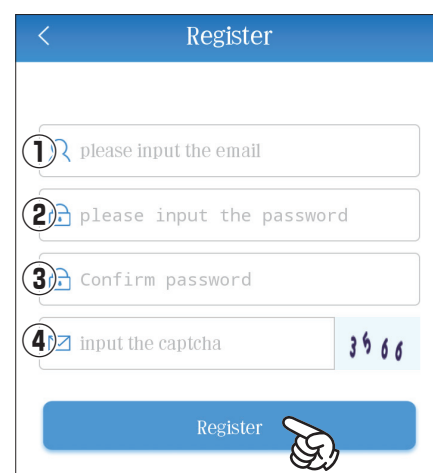 Register
① please input the email
② please input the password
③ Confirm password
④ input the captcha 3566
Register